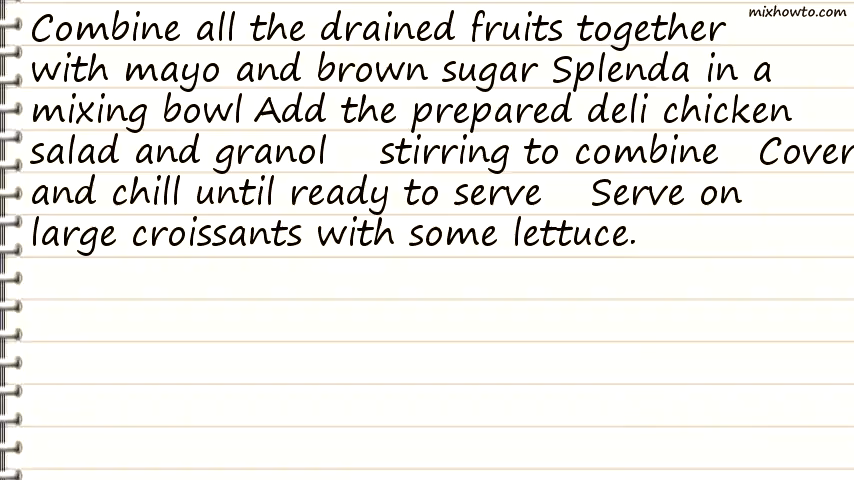 mixhowto.com
Combine all the drained fruits together
with mayo and brown sugar Splenda in a
mixing bowl Add the prepared deli chicken
salad and granol stirring to combine Cover
and chill until ready to serve Serve on
large croissants with some lettuce.